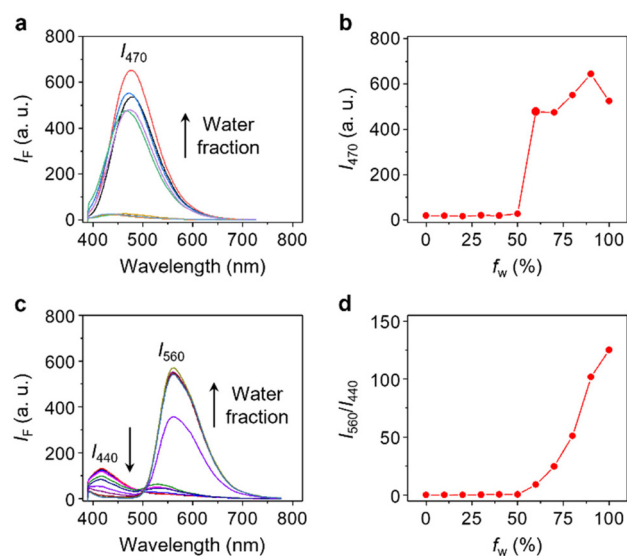 a
I470
Water
fraction
IF (a. u.)
800
600
400
200
0
400 500 600 700 800
Wavelength (nm)
b
I470 (a. u.)
800
600
400
200
0
0 25 50 75 100
fw (%)
c
I560
I440
Water
fraction
IF (a. u.)
800
600
400
200
100
0
400 500 600 700 800
Wavelength (nm)
d
I560/I440
150
100
50
0
0 25 50 75 100
fw (%)